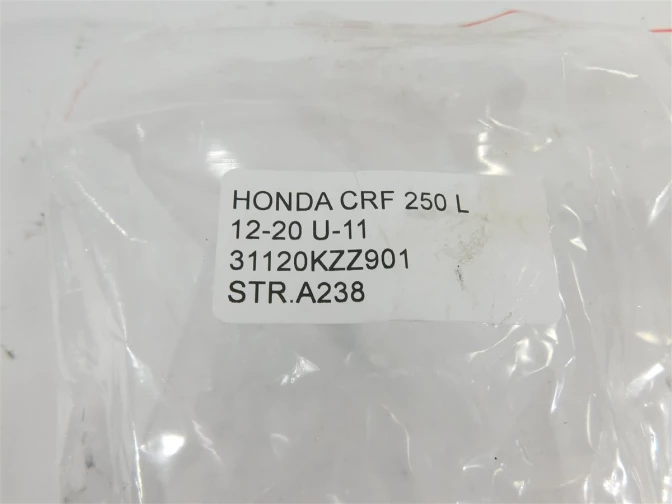 HONDA CRF 250 L
12-20 U-11
31120KZZ901
STR.A238